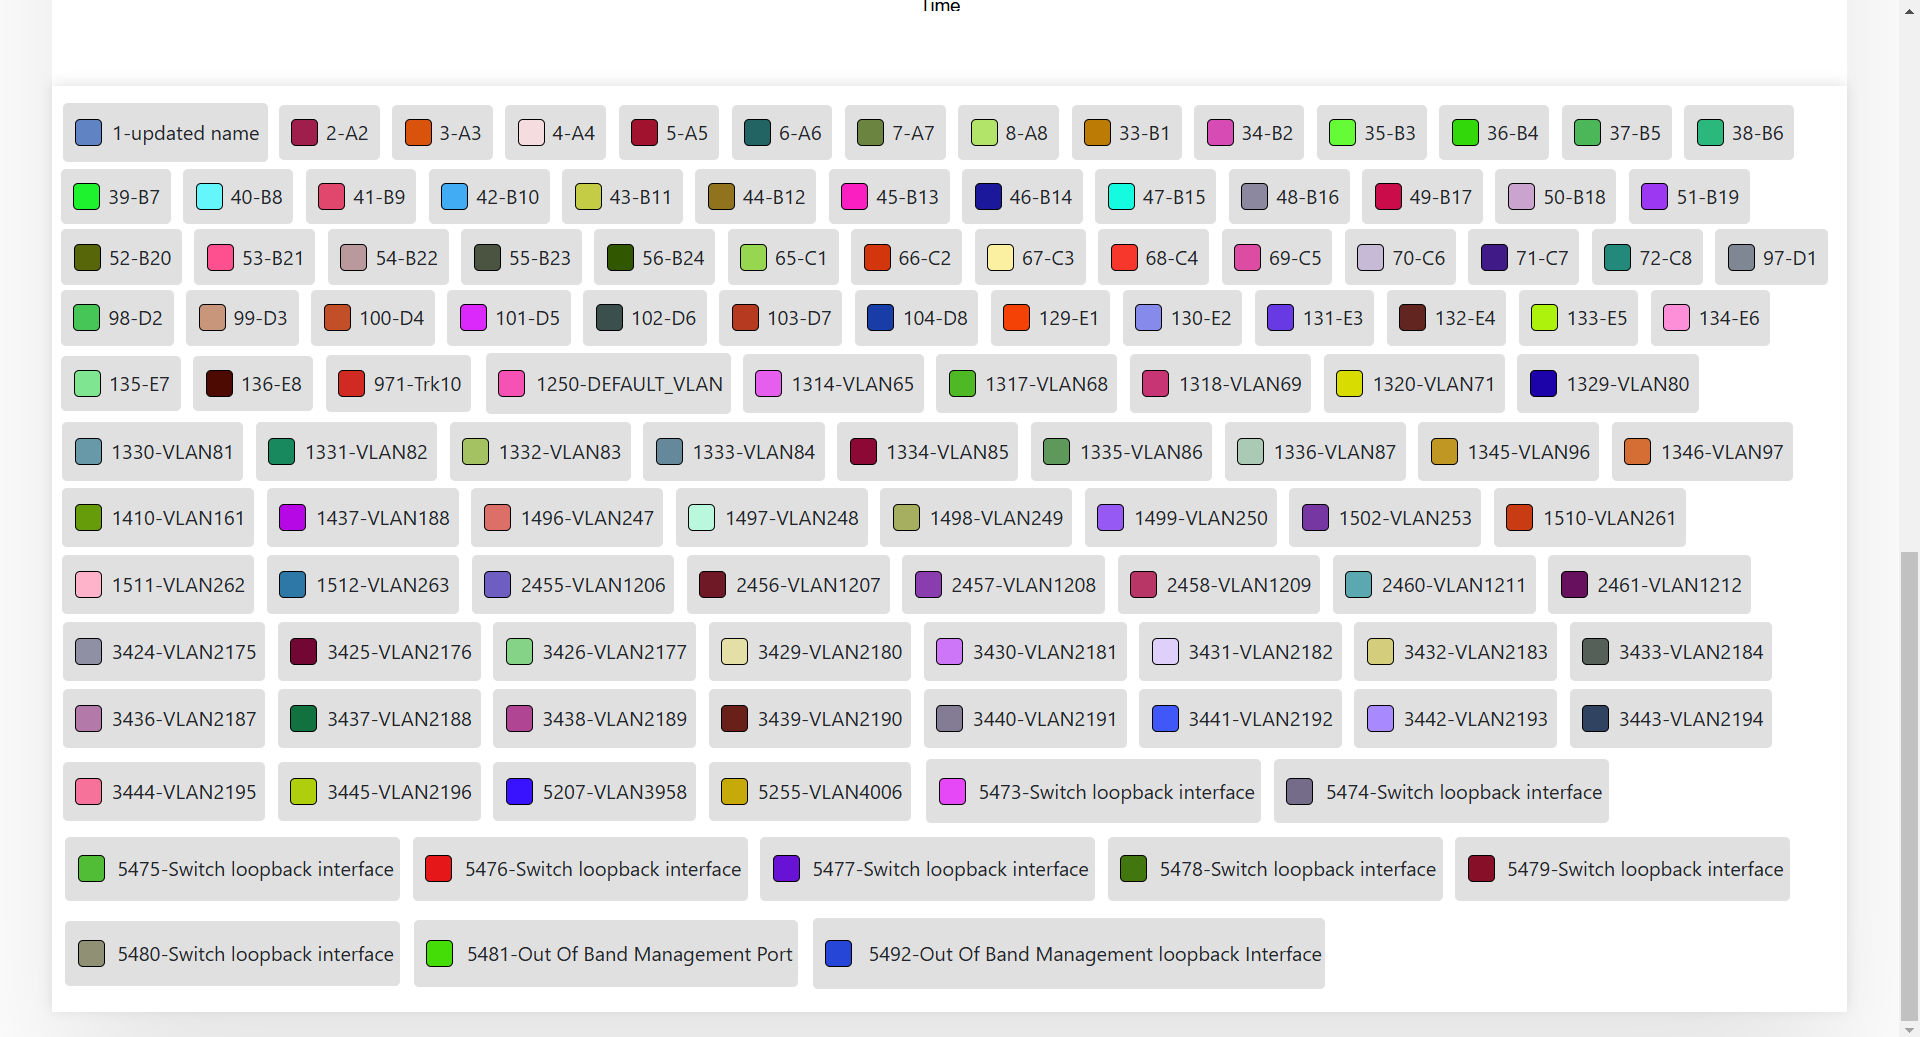 Time
1-updated name 2-A2 3-A3 4-A4 5-A5 6-A6 7-A7 8-A8 33-B1 34-B2 35-B3 36-B4 37-B5 38-B6
39-B7 40-B8 41-B9 42-B10 43-B11 44-B12 45-B13 46-B14 47-B15 48-B16 49-B17 50-B18 51-B19
52-B20 53-B21 54-B22 55-B23 56-B24 65-C1 66-C2 67-C3 68-C4 69-C5 70-C6 71-C7 72-C8 97-D1
98-D2 99-D3 100-D4 101-D5 102-D6 103-D7 104-D8 129-E1 130-E2 131-E3 132-E4 133-E5 134-E6
135-E7 136-E8 971-Trk10 1250-DEFAULT_VLAN 1314-VLAN65 1317-VLAN68 1318-VLAN69 1320-VLAN71 1329-VLAN80
1330-VLAN81 1331-VLAN82 1332-VLAN83 1333-VLAN84 1334-VLAN85 1335-VLAN86 1336-VLAN87 1345-VLAN96 1346-VLAN97
1410-VLAN161 1437-VLAN188 1496-VLAN247 1497-VLAN248 1498-VLAN249 1499-VLAN250 1502-VLAN253 1510-VLAN261
1511-VLAN262 1512-VLAN263 2455-VLAN1206 2456-VLAN1207 2457-VLAN1208 2458-VLAN1209 2460-VLAN1211 2461-VLAN1212
3424-VLAN2175 3425-VLAN2176 3426-VLAN2177 3429-VLAN2180 3430-VLAN2181 3431-VLAN2182 3432-VLAN2183 3433-VLAN2184
3436-VLAN2187 3437-VLAN2188 3438-VLAN2189 3439-VLAN2190 3440-VLAN2191 3441-VLAN2192 3442-VLAN2193 3443-VLAN2194
3444-VLAN2195 3445-VLAN2196 5207-VLAN3958 5255-VLAN4006 5473-Switch loopback interface 5474-Switch loopback interface
5475-Switch loopback interface 5476-Switch loopback interface 5477-Switch loopback interface 5478-Switch loopback interface 5479-Switch loopback interface
5480-Switch loopback interface 5481-Out Of Band Management Port 5492-Out Of Band Management loopback Interface